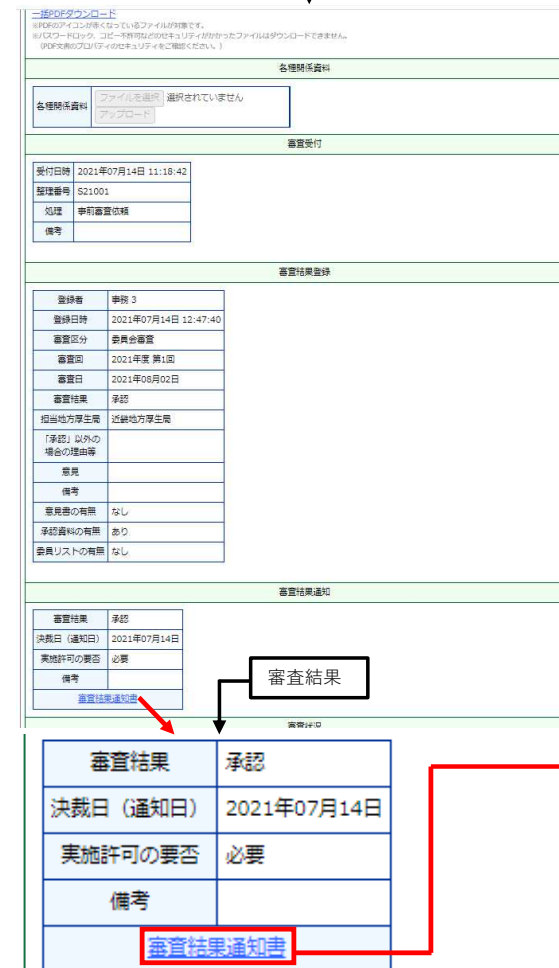 一括PDFダウンロード
※PDFのアイコンが赤くなっているファイルが対象です。
※パスワードロック、コピー不許可などのセキュリティがかかったファイルはダウンロードできません。
（PDF文書のプロパティのセキュリティをご確認ください。）
各種関係資料
各種関係資料 ファイルを選択 選択されていません
アップロード
審査受付
受付日時 2021年07月14日 11:18:42
整理番号 S21001
処理 事前審査依頼
備考
審査結果登録
登録者 事務 3
登録日時 2021年07月14日 12:47:40
審査区分 委員会審査
審査回 2021年度 第1回
審査日 2021年08月02日
審査結果 承認
担当地方厚生局 近畿地方厚生局
「承認」以外の
場合の理由等
意見
備考
意見書の有無 なし
承認資料の有無 あり
委員リストの有無 なし
審査結果通知
審査結果 承認
決裁日（通知日） 2021年07月14日
実施許可の要否 必要
備考
審査結果通知書
審査結果
審査状況
審査結果 承認
決裁日（通知日） 2021年07月14日
実施許可の要否 必要
備考
審査結果通知書